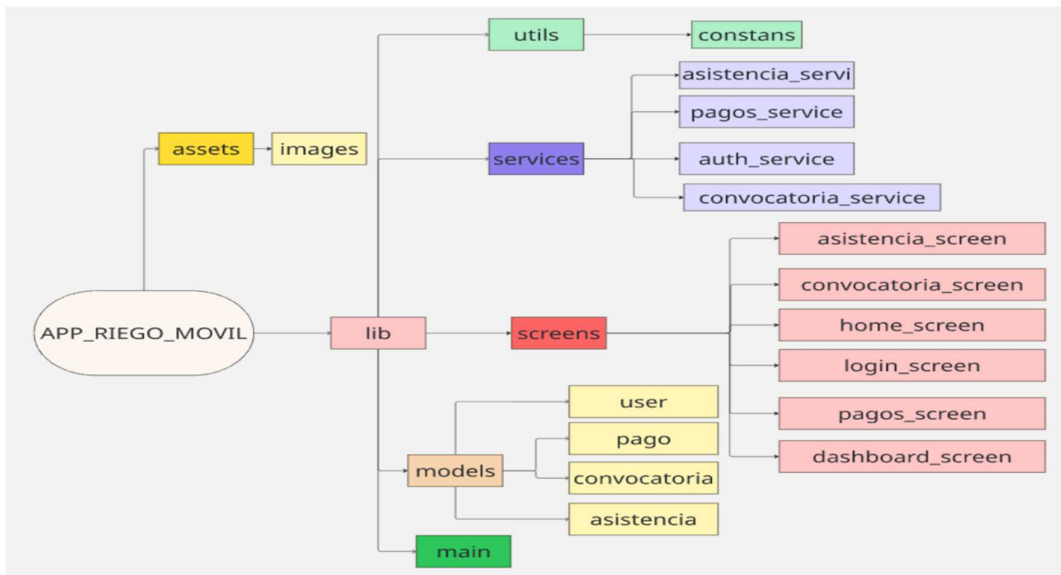 utils
constans
asistencia_servi
pagos_service
services
auth_service
convocatoria_service
assets
images
asistencia_screen
convocatoria_screen
APP_RIEGO_MOVIL
lib
screens
home_screen
login_screen
pagos_screen
dashboard_screen
user
pago
models
convocatoria
asistencia
main